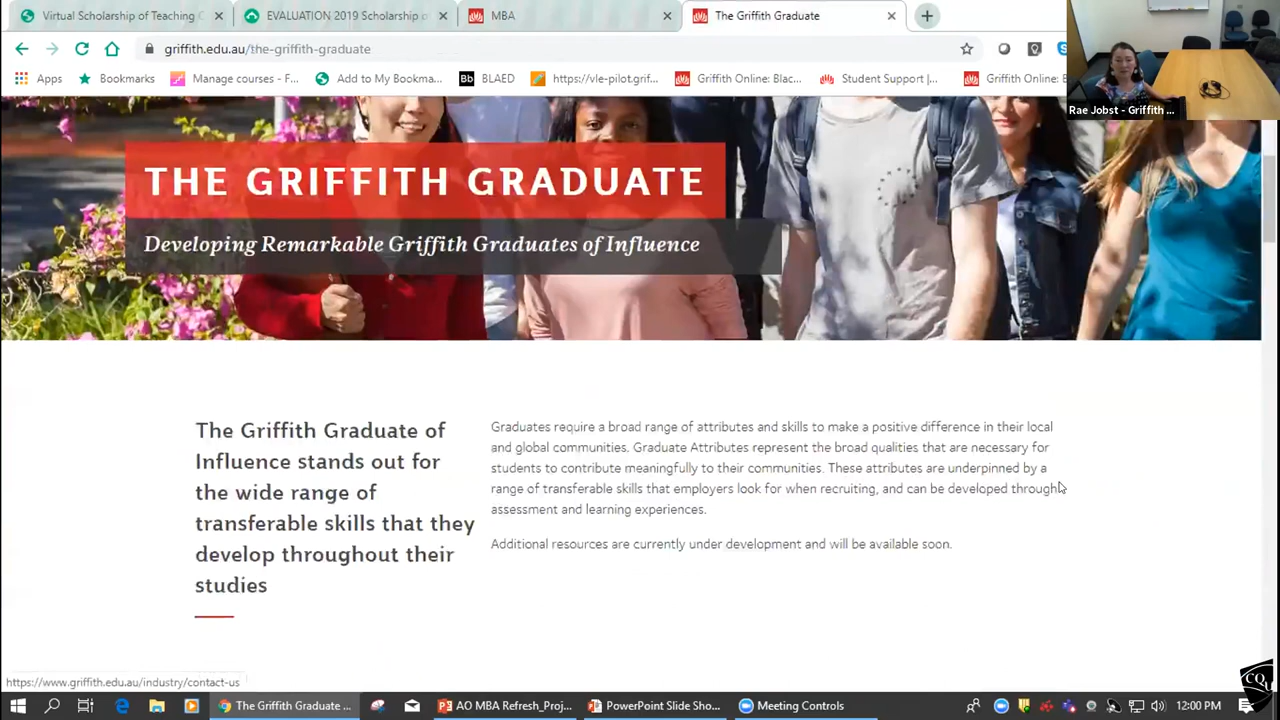 Virtual Scholarship of Teaching
EVALUATION 2019 Scholarship
MBA
The Griffith Graduate
griffith.edu.au/the-griffith-graduate
Apps
Bookmarks
Manage courses - F...
Add to My Bookma...
Bb BLAED
https://vle-pilot.grif...
Griffith Online: Blac...
Student Support |...
Griffith Online: B
Rae Jobst - Griffith ...
THE GRIFFITH GRADUATE
Developing Remarkable Griffith Graduates of Influence
The Griffith Graduate of
Influence stands out for
the wide range of
transferable skills that they
develop throughout their
studies
Graduates require a broad range of attributes and skills to make a positive difference in their local
and global communities. Graduate Attributes represent the broad qualities that are necessary for
students to contribute meaningfully to their communities. These attributes are underpinned by a
range of transferable skills that employers look for when recruiting, and can be developed through
assessment and learning experiences.
Additional resources are currently under development and will be available soon.
https://www.griffith.edu.au/industry/contact-us
The Griffith Graduate ...
AO MBA Refresh_Proj...
PowerPoint Slide Sho...
Meeting Controls
12:00 PM
CQU